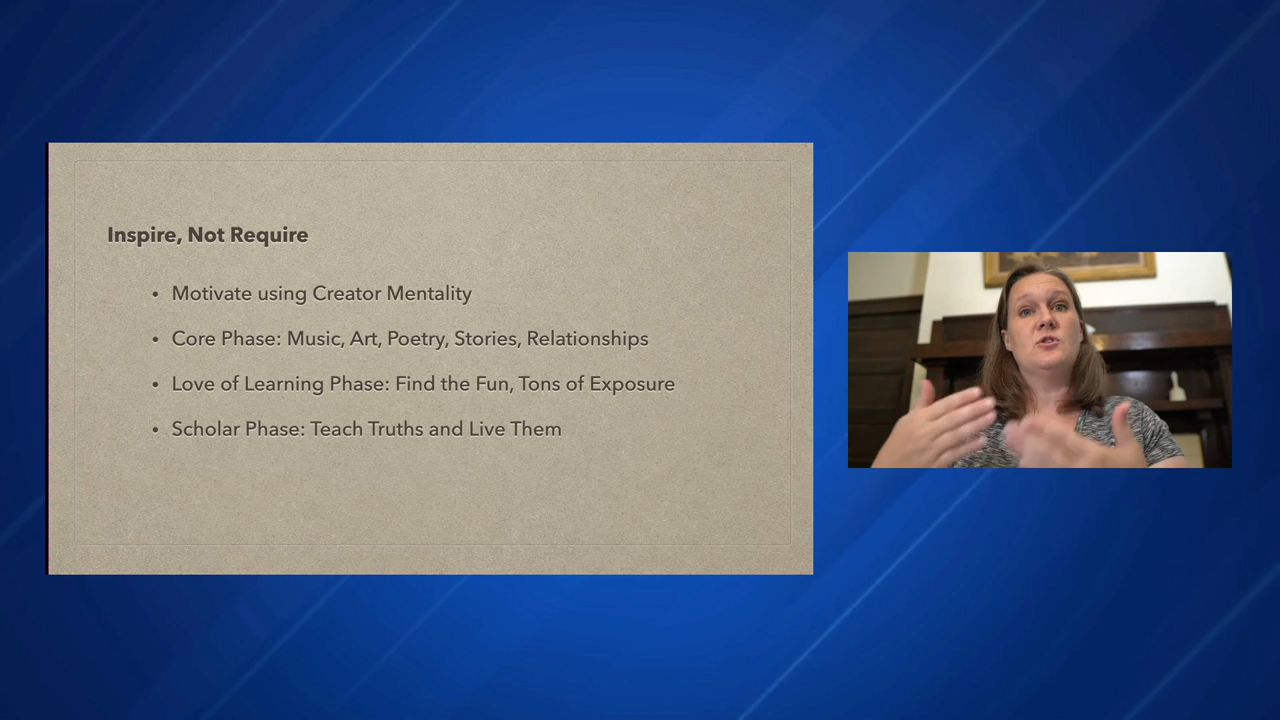 Inspire, Not Require
• Motivate using Creator Mentality
• Core Phase: Music, Art, Poetry, Stories, Relationships
• Love of Learning Phase: Find the Fun, Tons of Exposure
• Scholar Phase: Teach Truths and Live Them